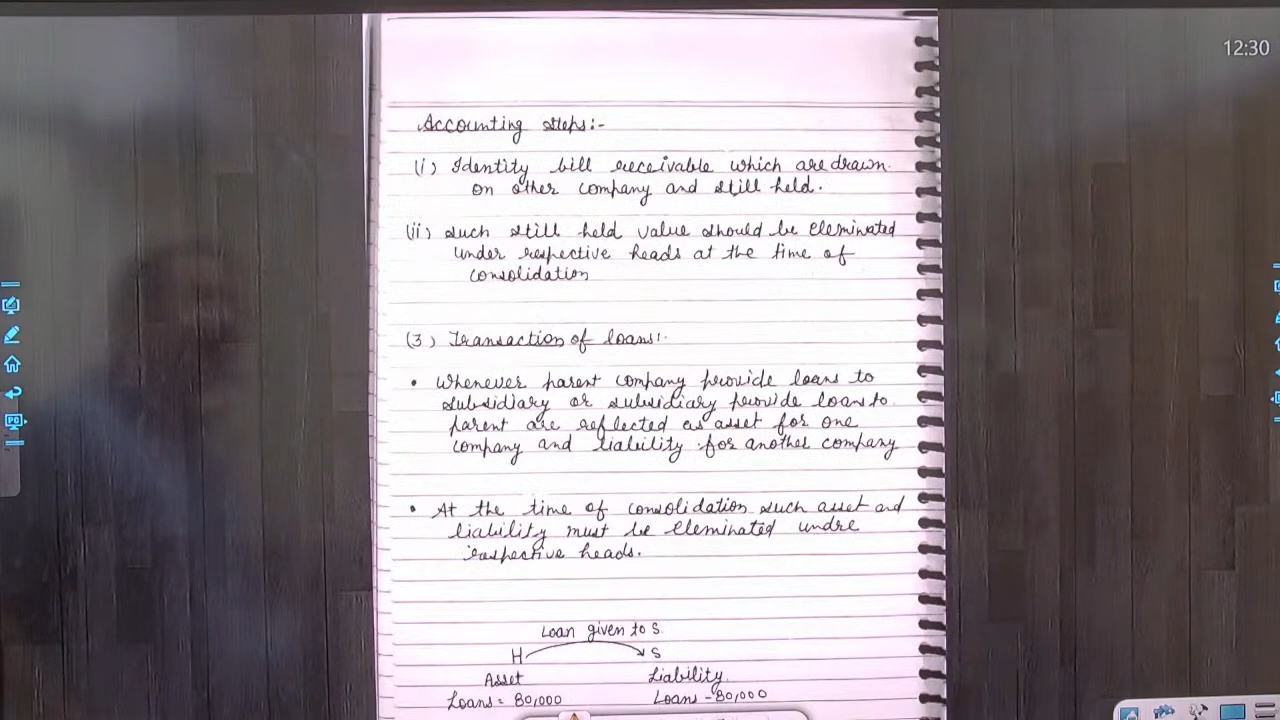 12:30
Accounting steps:-
(i) Identity bill receivable which are drawn
on other company and still held.
(ii) such still held value should be eleminated
under respective heads at the time of
consolidation
(3) Transaction of loans:-
• Whenever parent company provide loans to
subsidiary or subsidiary provide loans to
parent are reflected as asset for one
company and liability for another company
• At the time of consolidation such asset and
liability must be eleminated undre
respective heads.
Loan given to S.
H S
Asset Liability
Loans - 80,000 Loans - 80,000